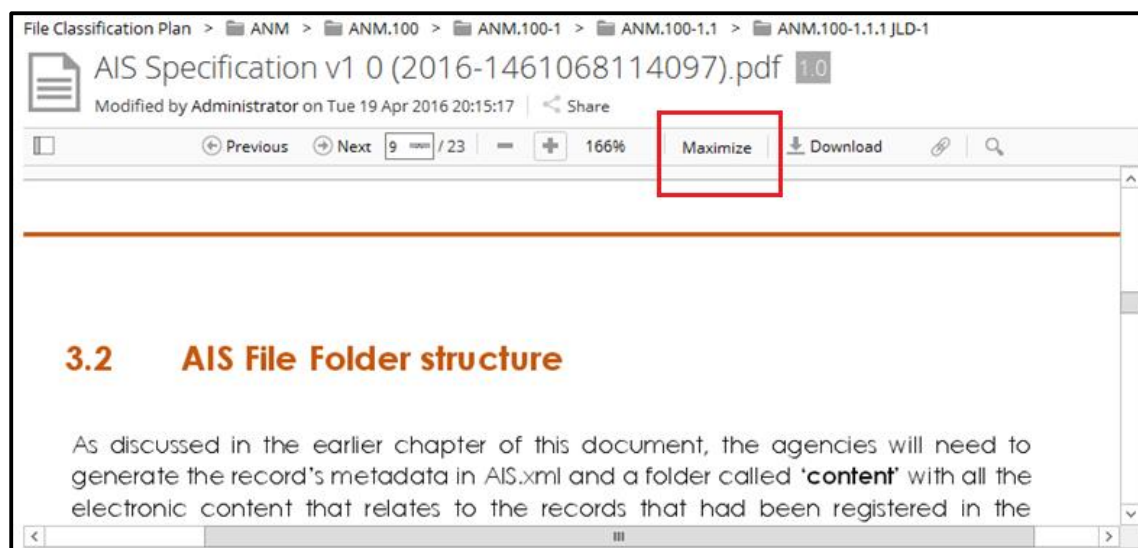 File Classification Plan > ANM > ANM.100 > ANM.100-1 > ANM.100-1.1 > ANM.100-1.1.1 JLD-1
AIS Specification v1 0 (2016-1461068114097).pdf 1.0
Modified by Administrator on Tue 19 Apr 2016 20:15:17 Share
Previous Next 9 / 23 166% Maximize Download
3.2 AIS File Folder structure
As discussed in the earlier chapter of this document, the agencies will need to
generate the record's metadata in AIS.xml and a folder called 'content' with all the
electronic content that relates to the records that had been registered in the